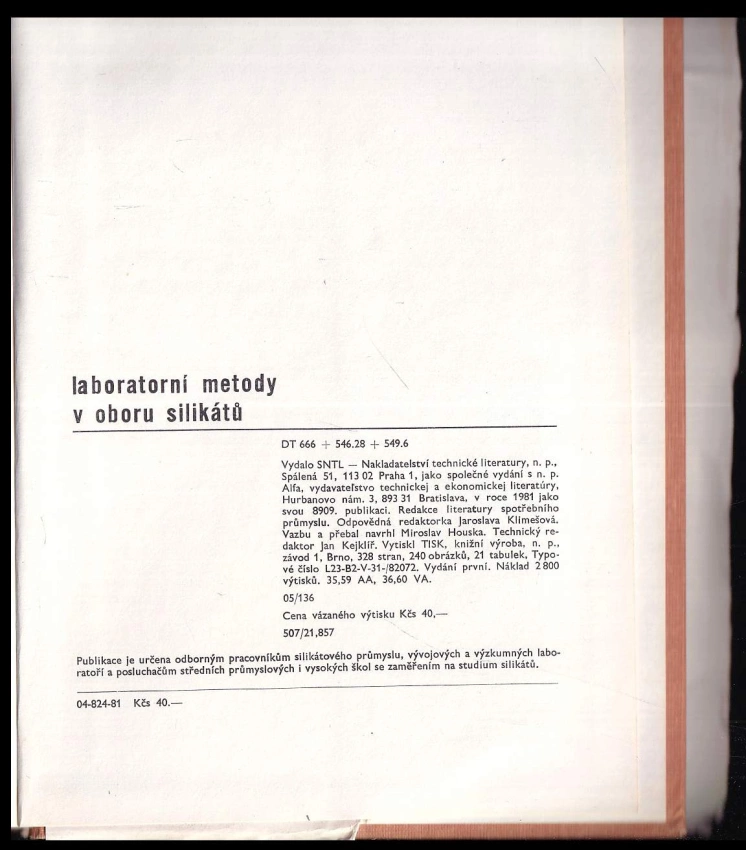 laboratorní metody
v oboru silikátů
DT 666 + 546.28 + 549.6
Vydalo SNTL — Nakladatelství technické literatury, n. p.,
Spálená 51, 113 02 Praha 1, jako společné vydání s n. p.
Alfa, vydavateľstvo technickej a ekonomickej literatúry,
Hurbanovo nám. 3, 893 31 Bratislava, v roce 1981 jako
svou 8909. publikaci. Redakce literatury spotřebního
průmyslu. Odpovědná redaktorka Jaroslava Klimešová.
Vazbu a přebal navrhl Miroslav Houska. Technický re-
daktor Jan Kejklíř. Vytiskl TISK, knižní výroba, n. p.,
závod 1, Brno, 328 stran, 240 obrázků, 21 tabulek, Typo-
vé číslo L23-B2-V-31-/82072. Vydání první. Náklad 2 800
výtisků. 35,59 AA, 36,60 VA.
05/136
Cena vázaného výtisku Kčs 40,—
507/21,857
Publikace je určena odborným pracovníkům silikátového průmyslu, vývojových a výzkumných labo-
ratoří a posluchačům středních průmyslových i vysokých škol se zaměřením na studium silikátů.
04-824-81 Kčs 40.—